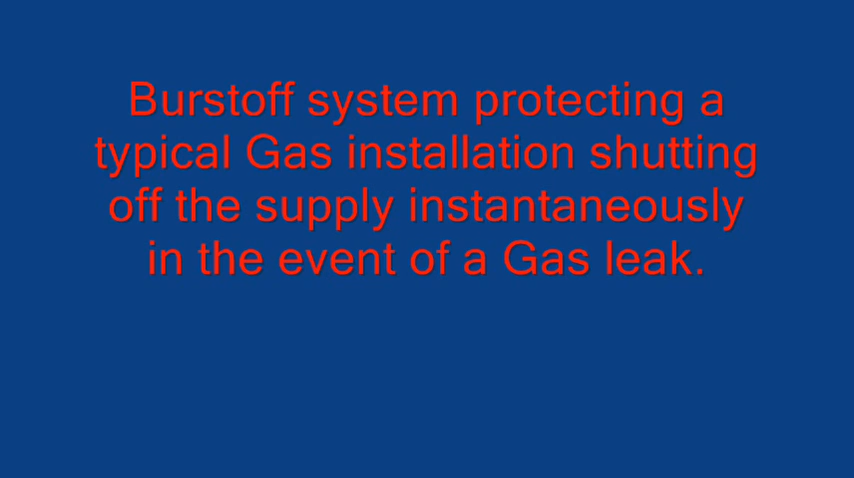 Burstoff system protecting a
typical Gas installation shutting
off the supply instantaneously
in the event of a Gas leak.